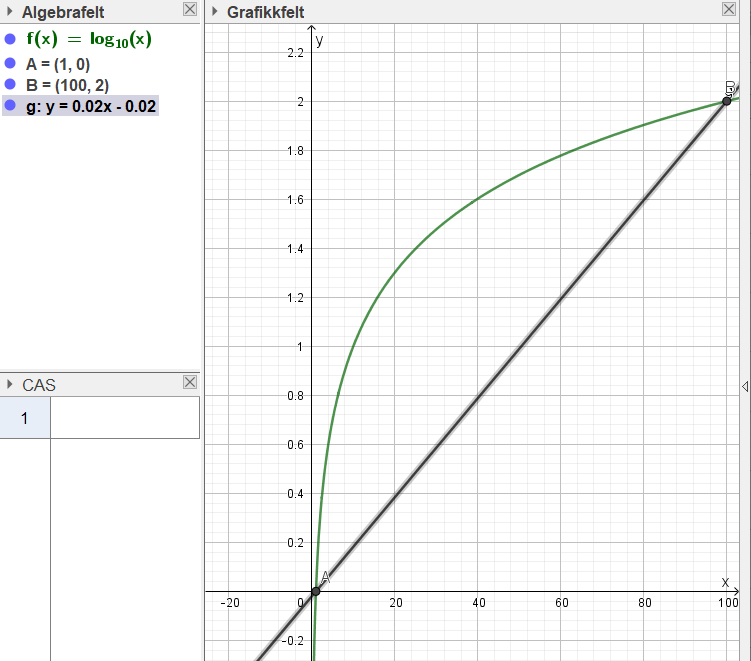 Algebrafelt
f(x) = log₁₀(x)
A = (1, 0)
B = (100, 2)
g: y = 0.02x - 0.02
CAS
1
Grafikkfelt
y
2.2
2
1.8
1.6
1.4
1.2
1
0.8
0.6
0.4
0.2
-0.2
-20
0
20
40
60
80
100
x
A
B